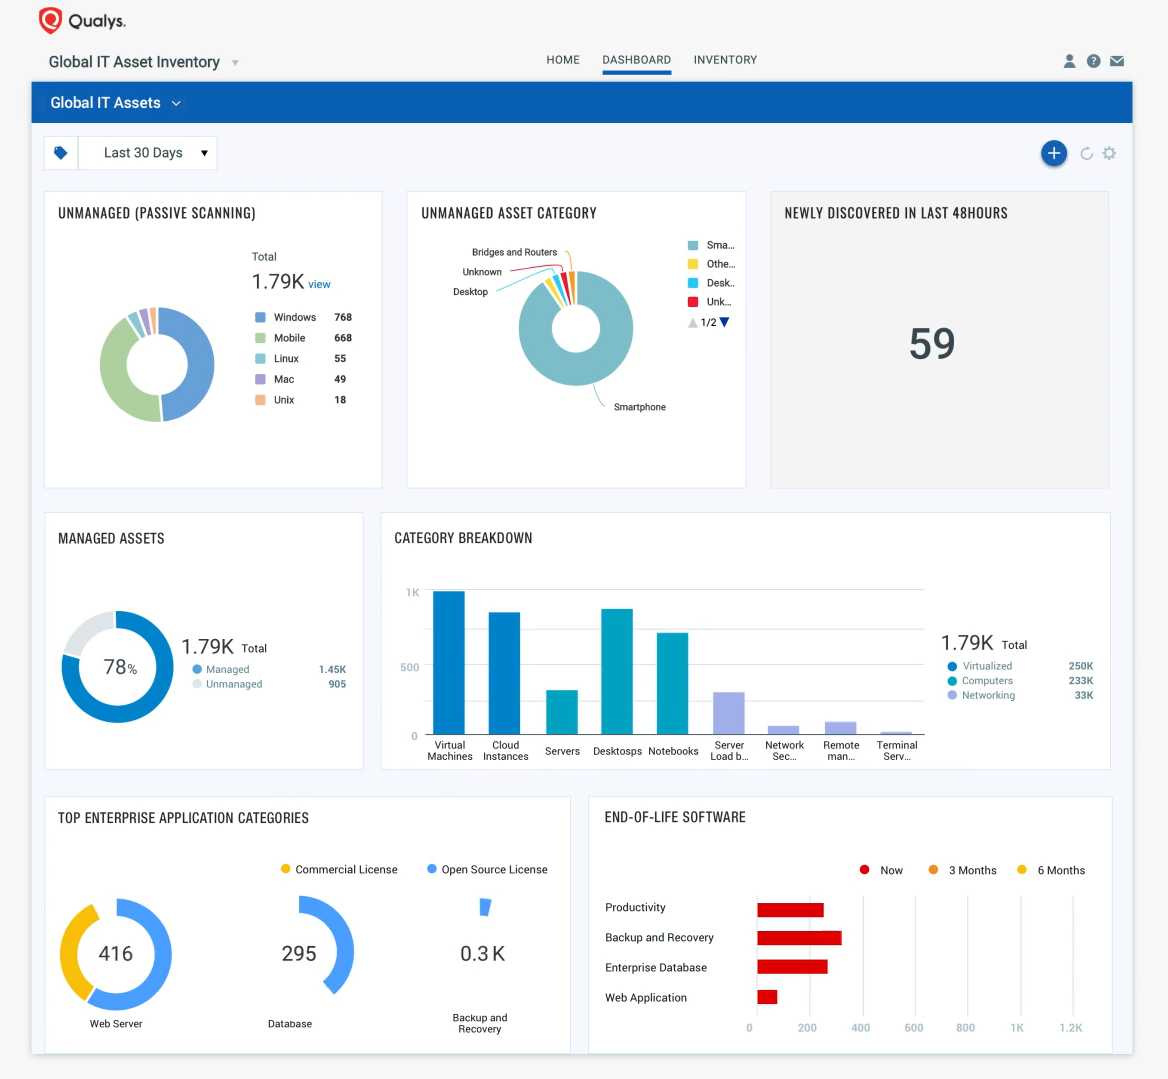 Qualys.
Global IT Asset Inventory
HOME DASHBOARD INVENTORY
Global IT Assets
Last 30 Days
UNMANAGED (PASSIVE SCANNING)
Total
1.79K view
Windows 768
Mobile 668
Linux 55
Mac 49
Unix 18
UNMANAGED ASSET CATEGORY
Bridges and Routers
Unknown
Desktop
Smartphone
Sma...
Othe...
Desk..
Unk...
1/2
NEWLY DISCOVERED IN LAST 48HOURS
59
MANAGED ASSETS
78%
1.79K Total
Managed 1.45K
Unmanaged 905
CATEGORY BREAKDOWN
1K
500
0
Virtual Machines
Cloud Instances
Servers
Desktosps
Notebooks
Server Load b...
Network Sec...
Remote man...
Terminal Serv...
1.79K Total
Virtualized 250K
Computers 233K
Networking 33K
TOP ENTERPRISE APPLICATION CATEGORIES
Commercial License Open Source License
416
Web Server
295
Database
0.3 K
Backup and Recovery
END-OF-LIFE SOFTWARE
Now 3 Months 6 Months
Productivity
Backup and Recovery
Enterprise Database
Web Application
0 200 400 600 800 1K 1.2K